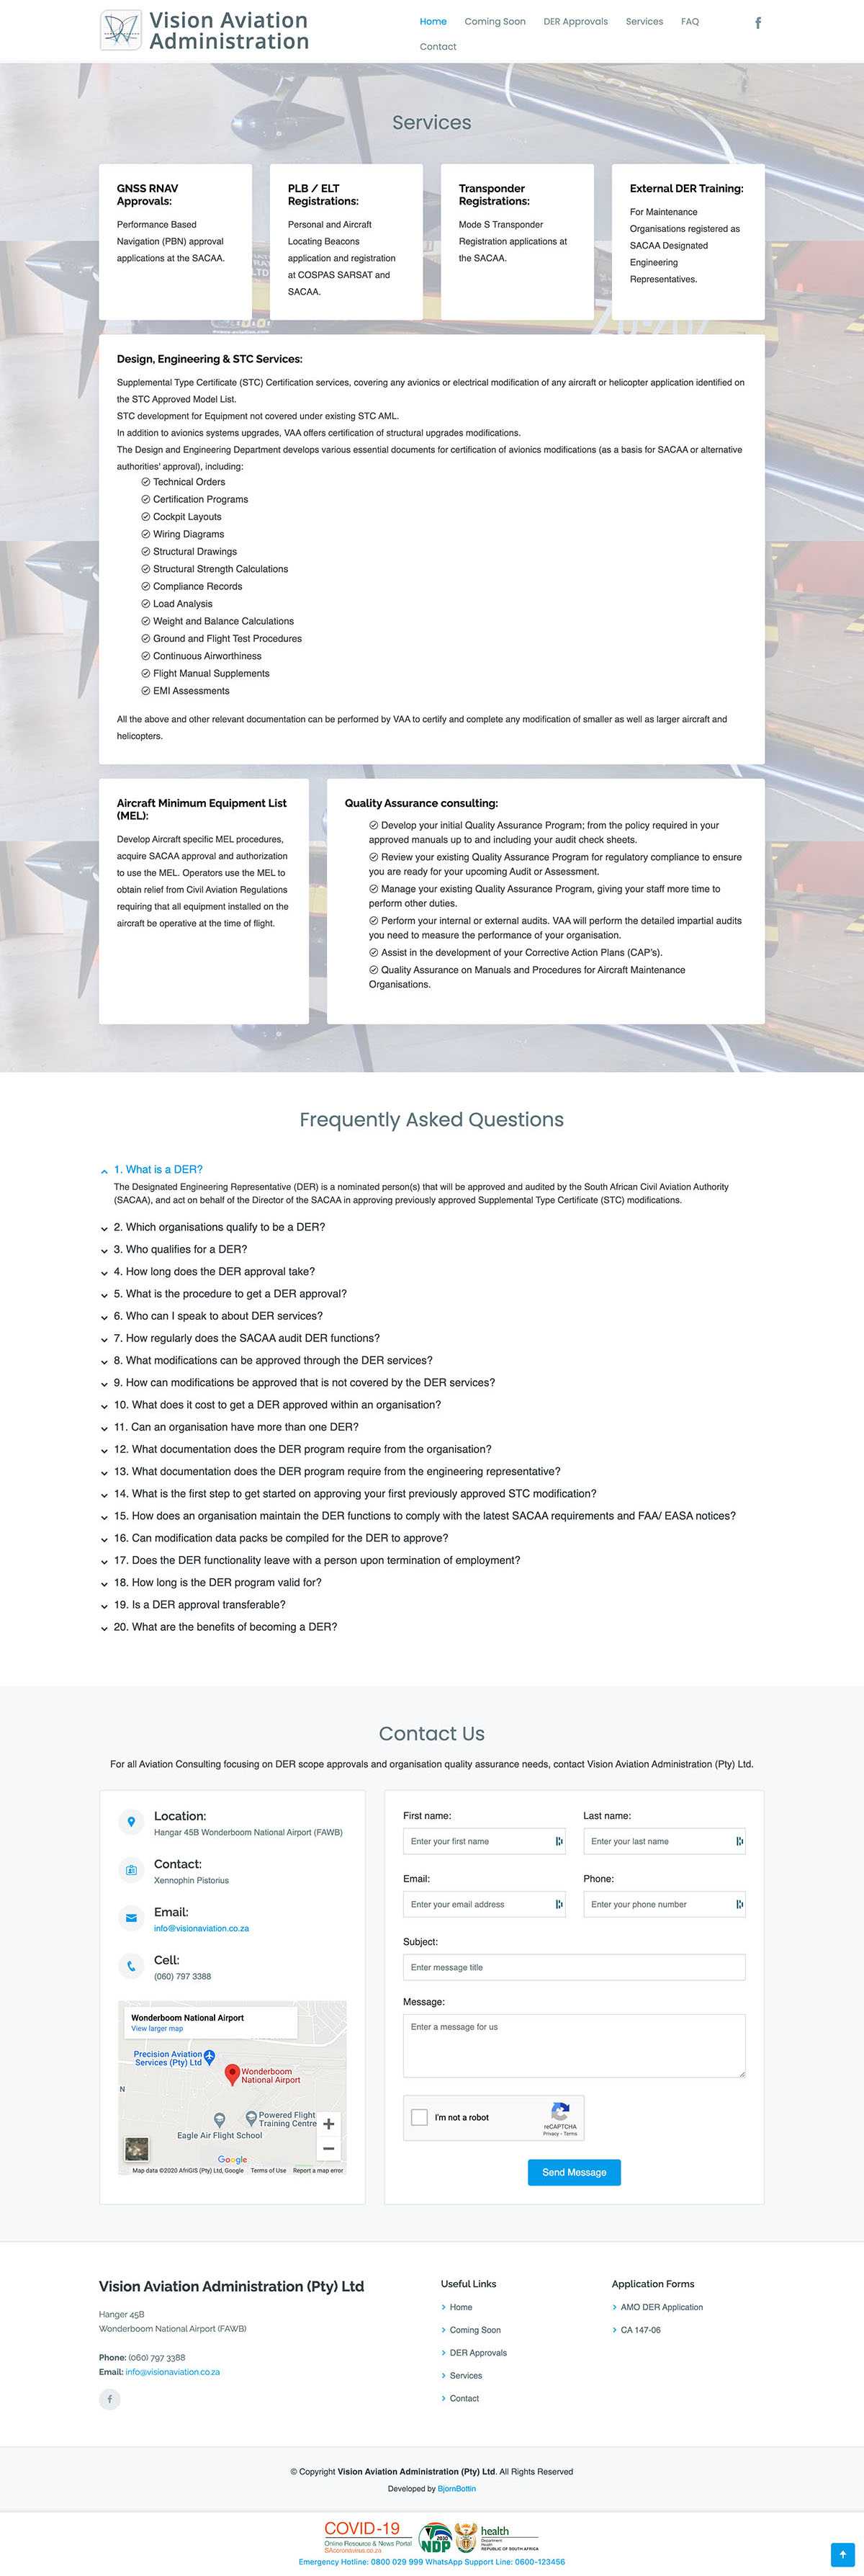 Vision Aviation
Administration
Home
Coming Soon
DER Approvals
Services
FAQ
Contact
Services
GNSS RNAV
Approvals:
Performance Based
Navigation (PBN) approval
applications at the SACAA.
PLB / ELT
Registrations:
Personal and Aircraft
Locating Beacons
application and registration
at COSPAS SARSAT and
SACAA.
Transponder
Registrations:
Mode S Transponder
Registration applications at
the SACAA.
External DER Training:
For Maintenance
Organisations registered as
SACAA Designated
Engineering
Representatives.
Design, Engineering & STC Services:
Supplemental Type Certificate (STC) Certification services, covering any avionics or electrical modification of any aircraft or helicopter application identified on
the STC Approved Model List.
STC development for Equipment not covered under existing STC AML.
In addition to avionics systems upgrades, VAA offers certification of structural upgrades modifications.
The Design and Engineering Department develops various essential documents for certification of avionics modifications (as a basis for SACAA or alternative
authorities' approval), including:
Technical Orders
Certification Programs
Cockpit Layouts
Wiring Diagrams
Structural Drawings
Structural Strength Calculations
Compliance Records
Load Analysis
Weight and Balance Calculations
Ground and Flight Test Procedures
Continuous Airworthiness
Flight Manual Supplements
EMI Assessments
All the above and other relevant documentation can be performed by VAA to certify and complete any modification of smaller as well as larger aircraft and
helicopters.
Aircraft Minimum Equipment List
(MEL):
Develop Aircraft specific MEL procedures,
acquire SACAA approval and authorization
to use the MEL. Operators use the MEL to
obtain relief from Civil Aviation Regulations
requiring that all equipment installed on the
aircraft be operative at the time of flight.
Quality Assurance consulting:
Develop your initial Quality Assurance Program; from the policy required in your
approved manuals up to and including your audit check sheets.
Review your existing Quality Assurance Program for regulatory compliance to ensure
you are ready for your upcoming Audit or Assessment.
Manage your existing Quality Assurance Program, giving your staff more time to
perform other duties.
Perform your internal or external audits. VAA will perform the detailed impartial audits
you need to measure the performance of your organisation.
Assist in the development of your Corrective Action Plans (CAP's).
Quality Assurance on Manuals and Procedures for Aircraft Maintenance
Organisations.
Frequently Asked Questions
1. What is a DER?
The Designated Engineering Representative (DER) is a nominated person(s) that will be approved and audited by the South African Civil Aviation Authority
(SACAA), and act on behalf of the Director of the SACAA in approving previously approved Supplemental Type Certificate (STC) modifications.
2. Which organisations qualify to be a DER?
3. Who qualifies for a DER?
4. How long does the DER approval take?
5. What is the procedure to get a DER approval?
6. Who can I speak to about DER services?
7. How regularly does the SACAA audit DER functions?
8. What modifications can be approved through the DER services?
9. How can modifications be approved that is not covered by the DER services?
10. What does it cost to get a DER approved within an organisation?
11. Can an organisation have more than one DER?
12. What documentation does the DER program require from the organisation?
13. What documentation does the DER program require from the engineering representative?
14. What is the first step to get started on approving your first previously approved STC modification?
15. How does an organisation maintain the DER functions to comply with the latest SACAA requirements and FAA/ EASA notices?
16. Can modification data packs be compiled for the DER to approve?
17. Does the DER functionality leave with a person upon termination of employment?
18. How long is the DER program valid for?
19. Is a DER approval transferable?
20. What are the benefits of becoming a DER?
Contact Us
For all Aviation Consulting focusing on DER scope approvals and organisation quality assurance needs, contact Vision Aviation Administration (Pty) Ltd.
Location:
Hangar 45B Wonderboom National Airport (FAWB)
Contact:
Xennophin Pistorius
Email:
info@visionaviation.co.za
Cell:
(060) 797 3388
Wonderboom National Airport
View larger map
Precision Aviation
Services (Pty) Ltd
Wonderboom
National Airport
N
Powered Flight
Training Centre
Eagle Air Flight School
Google
Map data ©2020 AfriGIS (Pty) Ltd, Google Terms of Use Report a map error
First name:
Enter your first name
Last name:
Enter your last name
Email:
Enter your email address
Phone:
Enter your phone number
Subject:
Enter message title
Message:
Enter a message for us
I'm not a robot
reCAPTCHA
Privacy - Terms
Send Message
Vision Aviation Administration (Pty) Ltd
Hanger 45B
Wonderboom National Airport (FAWB)
Phone: (060) 797 3388
Email: info@visionaviation.co.za
Useful Links
Home
Coming Soon
DER Approvals
Services
Contact
Application Forms
AMO DER Application
CA 147-06
© Copyright Vision Aviation Administration (Pty) Ltd. All Rights Reserved
Developed by BjornBottin
COVID-19
Online Resource & News Portal
SAcoronavirus.co.za
2030
NDP
health
Department:
Health
REPUBLIC OF SOUTH AFRICA
Emergency Hotline: 0800 029 999 WhatsApp Support Line: 0600-123456